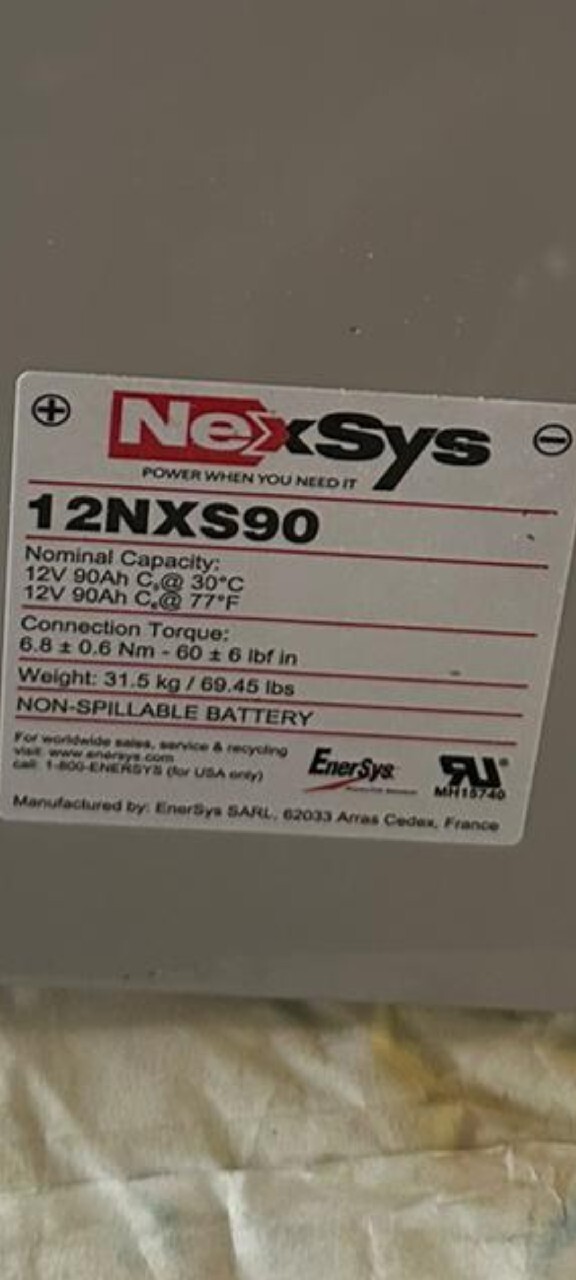 NexSys
POWER WHEN YOU NEED IT
12NXS90
Nominal Capacity:
12V 90Ah C @ 30°C
12V 90Ah C @ 77°F
Connection Torque:
6.8 ± 0.6 Nm - 60 ± 6 lbf in
Weight: 31.5 kg / 69.45 lbs
NON-SPILLABLE BATTERY
For worldwide sales, service & recycling
visit: www.enersys.com
call: 1-800-ENERSYS (for USA only)
EnerSys
MH15740
Manufactured by: EnerSys SARL, 62033 Arras Cedex, France